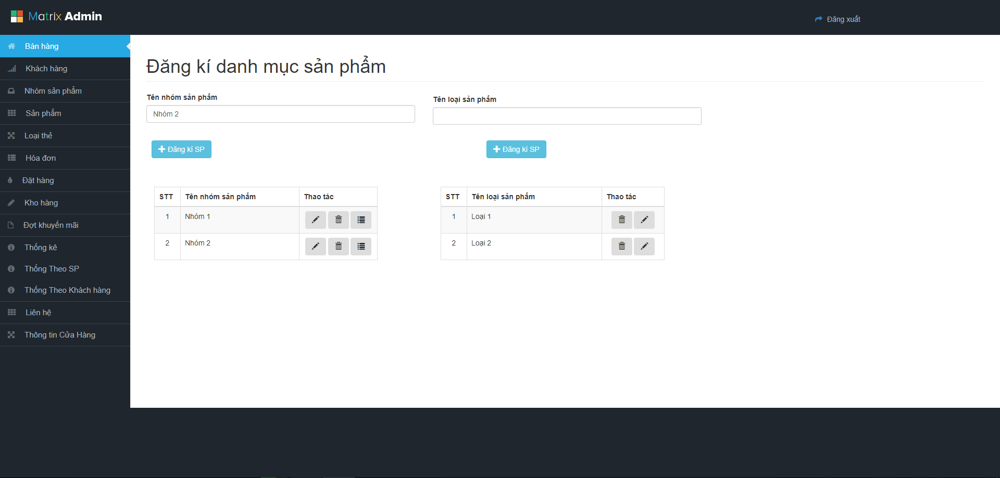 Matrix Admin
Đăng xuất
Bán hàng
Khách hàng
Nhóm sản phẩm
Sản phẩm
Loại thẻ
Hóa đơn
Đặt hàng
Kho hàng
Đợt khuyến mãi
Thống kê
Thống Theo SP
Thống Theo Khách hàng
Liên hệ
Thông tin Cửa Hàng
Đăng kí danh mục sản phẩm
Tên nhóm sản phẩm
Nhóm 2
Đăng kí SP
STT Tên nhóm sản phẩm Thao tác
1 Nhóm 1
2 Nhóm 2
Tên loại sản phẩm
Đăng kí SP
STT Tên loại sản phẩm Thao tác
1 Loại 1
2 Loại 2